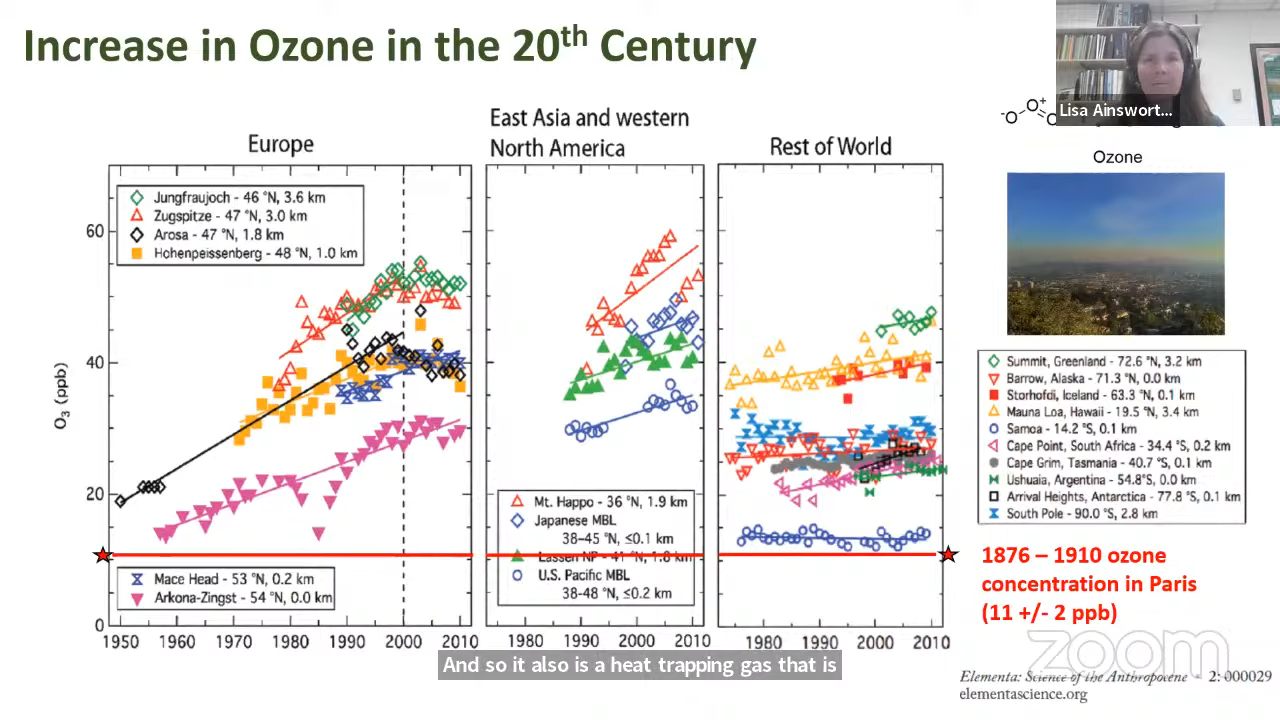 Increase in Ozone in the 20th Century
Lisa Ainswort...
Ozone
Europe
East Asia and western
North America
Rest of World
Jungfraujoch - 46 °N, 3.6 km
Zugspitze - 47 °N, 3.0 km
Arosa - 47 °N, 1.8 km
Hohenpeissenberg - 48 °N, 1.0 km
O3 (ppb)
60
40
20
0
Mace Head - 53 °N, 0.2 km
Arkona-Zingst - 54 °N, 0.0 km
1950 1960 1970 1980 1990 2000 2010
Mt. Happo - 36 °N, 1.9 km
Japanese MBL
38-45 °N, ≤0.1 km
Lassen NP - 41 °N, 1.8 km
U.S. Pacific MBL
38-48 °N, ≤0.2 km
1980 1990 2000 2010
1980 1990 2000 2010
Summit, Greenland - 72.6 °N, 3.2 km
Barrow, Alaska - 71.3 °N, 0.0 km
Storhofdi, Iceland - 63.3 °N, 0.1 km
Mauna Loa, Hawaii - 19.5 °N, 3.4 km
Samoa - 14.2 °S, 0.1 km
Cape Point, South Africa - 34.4 °S, 0.2 km
Cape Grim, Tasmania - 40.7 °S, 0.1 km
Ushuaia, Argentina - 54.8°S, 0.0 km
Arrival Heights, Antarctica - 77.8 °S, 0.1 km
South Pole - 90.0 °S, 2.8 km
1876 – 1910 ozone
concentration in Paris
(11 +/- 2 ppb)
And so it also is a heat trapping gas that is
zoom
Elementa: Science of the Anthropocene • 2: 000029
elementascience.org